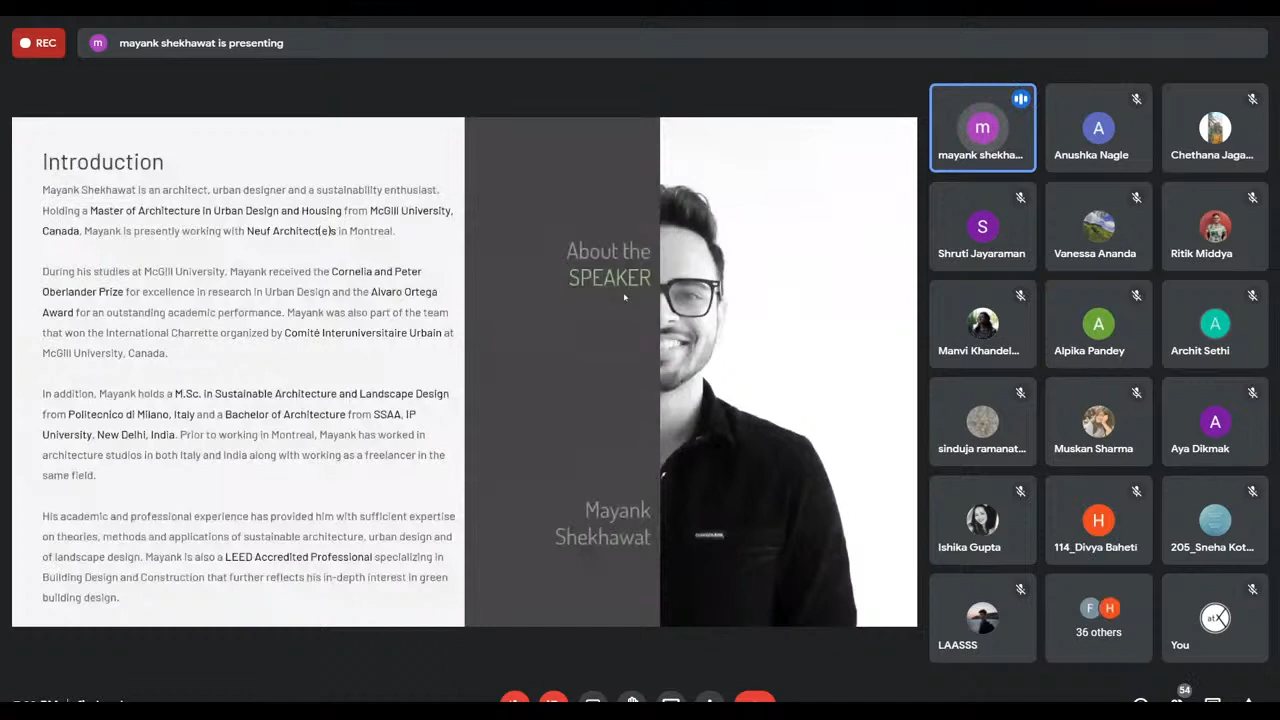 REC
m
mayank shekhawat is presenting
Introduction
Mayank Shekhawat is an architect, urban designer and a sustainability enthusiast.
Holding a Master of Architecture in Urban Design and Housing from McGill University,
Canada, Mayank is presently working with Neuf Architect(e)s in Montreal.
During his studies at McGill University, Mayank received the Cornelia and Peter
Oberlander Prize for excellence in research in Urban Design and the Alvaro Ortega
Award for an outstanding academic performance. Mayank was also part of the team
that won the International Charrette organized by Comité Interuniversitaire Urbain at
McGill University, Canada.
In addition, Mayank holds a M.Sc. in Sustainable Architecture and Landscape Design
from Politecnico di Milano, Italy and a Bachelor of Architecture from SSAA, IP
University, New Delhi, India. Prior to working in Montreal, Mayank has worked in
architecture studios in both Italy and India along with working as a freelancer in the
same field.
His academic and professional experience has provided him with sufficient expertise
on theories, methods and applications of sustainable architecture, urban design and
of landscape design. Mayank is also a LEED Accredited Professional specializing in
Building Design and Construction that further reflects his in-depth interest in green
building design.
About the
SPEAKER
Mayank
Shekhawat
m
mayank shekha...
A
Anushka Nagle
Chethana Jaga...
S
Shruti Jayaraman
Vanessa Ananda
Ritik Middya
Manvi Khandel...
A
Alpika Pandey
A
Archit Sethi
sinduja ramanat...
Muskan Sharma
A
Aya Dikmak
Ishika Gupta
H
114_Divya Baheti
205_Sneha Kot...
LAASSS
F H
36 others
atX
You
54